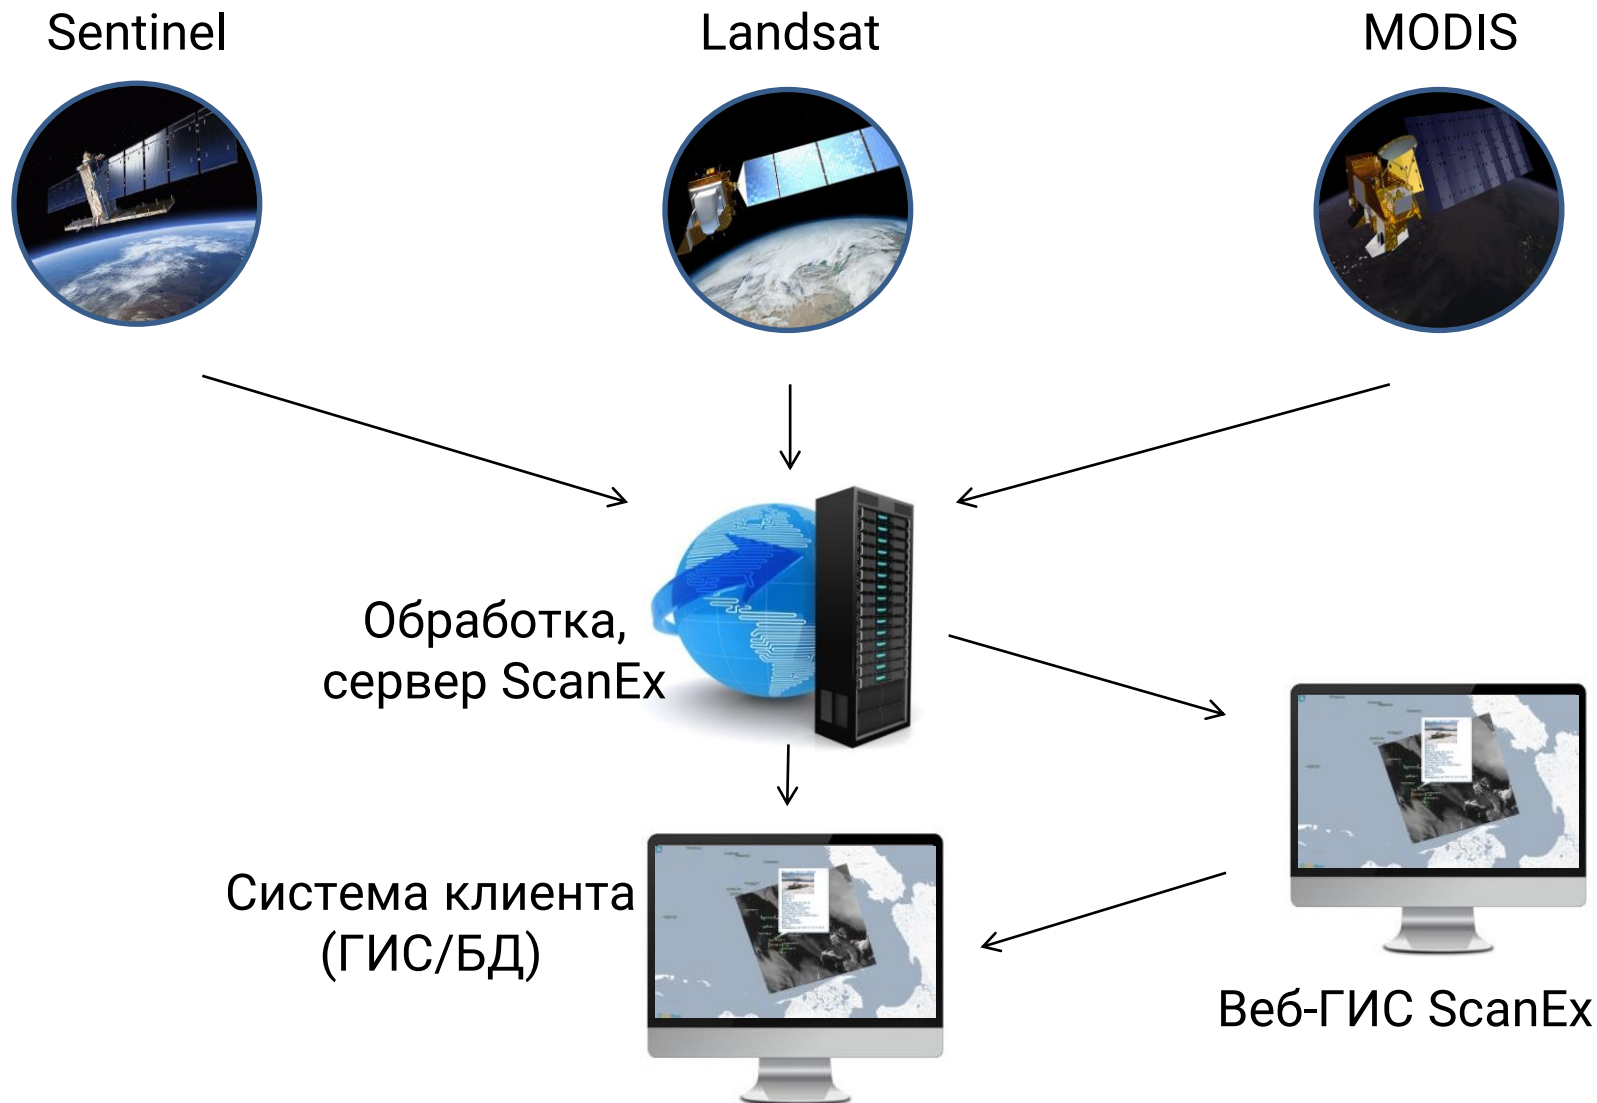 Sentinel
Landsat
MODIS
Обработка,
сервер ScanEx
Система клиента
(ГИС/БД)
Веб-ГИС ScanEx